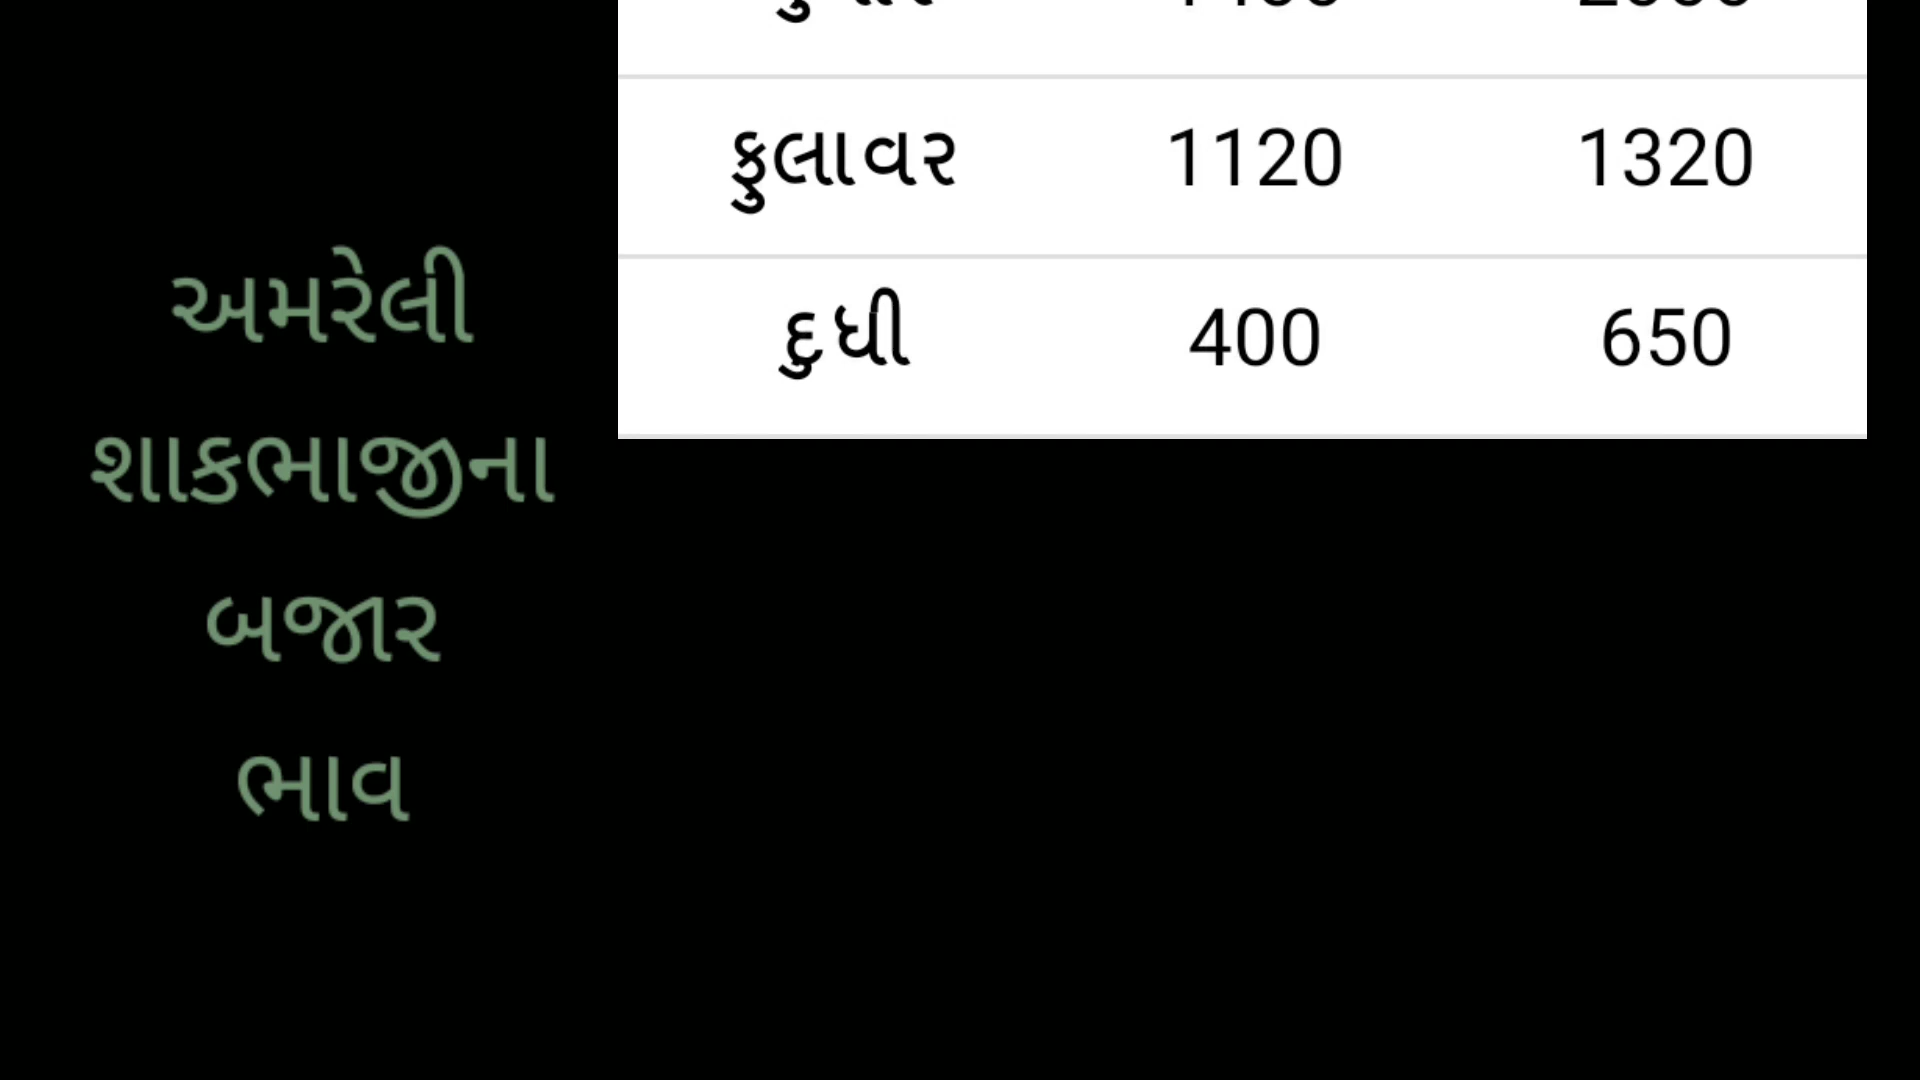 અમરેલી
શાકભાજીના
બજાર
ભાવ
ફુલાવર 1120 1320
દુધી 400 650